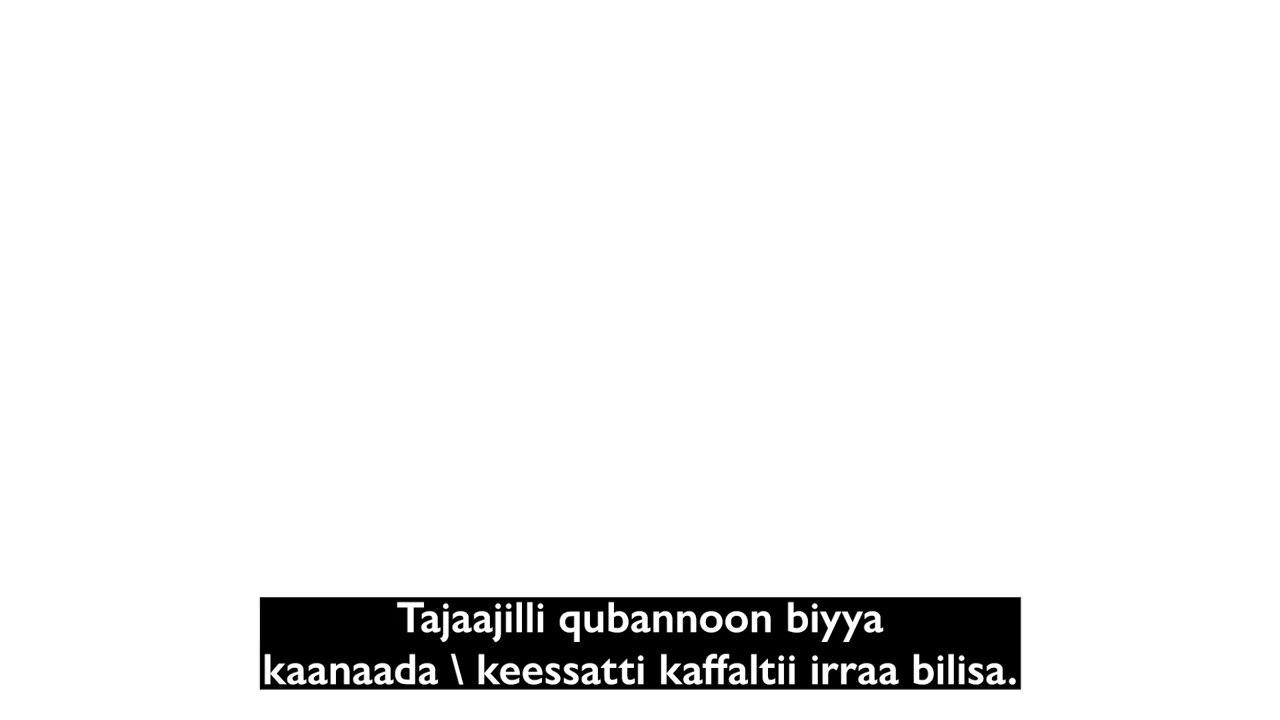 Tajaajilli qubannoon biyya
kaanaada \ keessatti kaffaltii irraa bilisa.